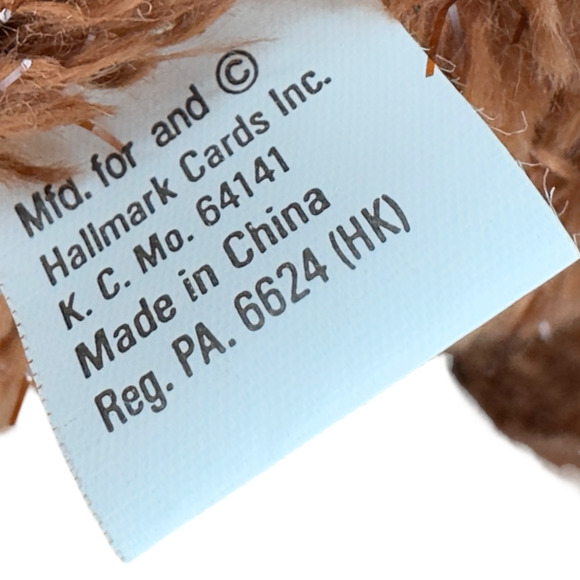 Mfd. for and ©
Hallmark Cards Inc.
K. C. Mo. 64141
Made in China
Reg. PA. 6624 (HK)